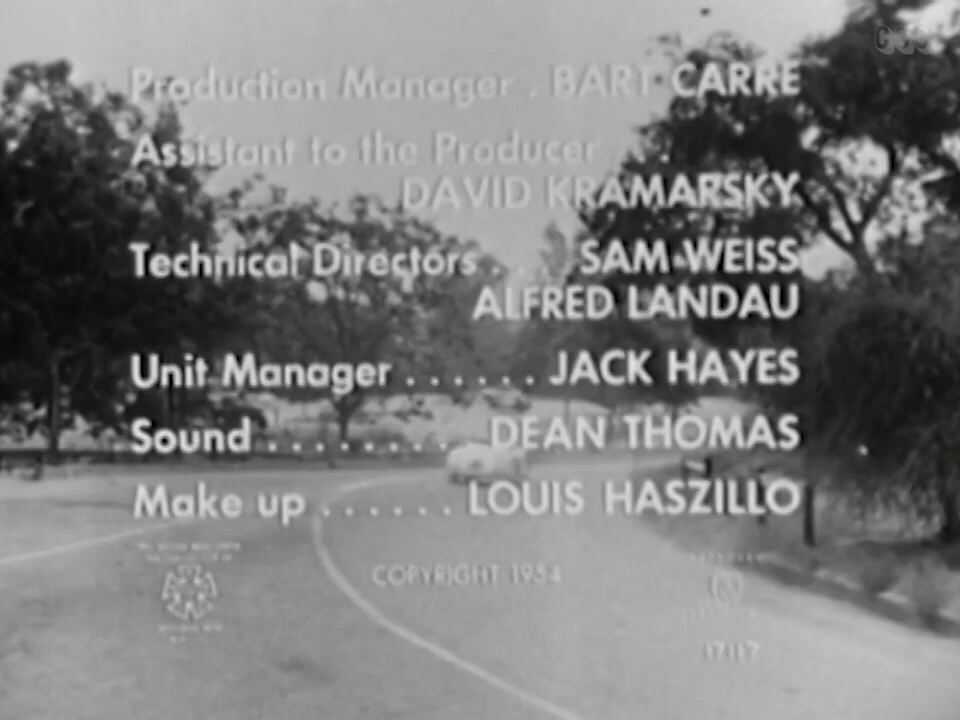 Production Manager . BART CARRE
Assistant to the Producer
DAVID KRAMARSKY
Technical Directors . . . . SAM WEISS
ALFRED LANDAU
Unit Manager . . . . . . JACK HAYES
Sound . . . . . . . . . DEAN THOMAS
Make up . . . . . . LOUIS HASZILLO
COPYRIGHT 1954
17117